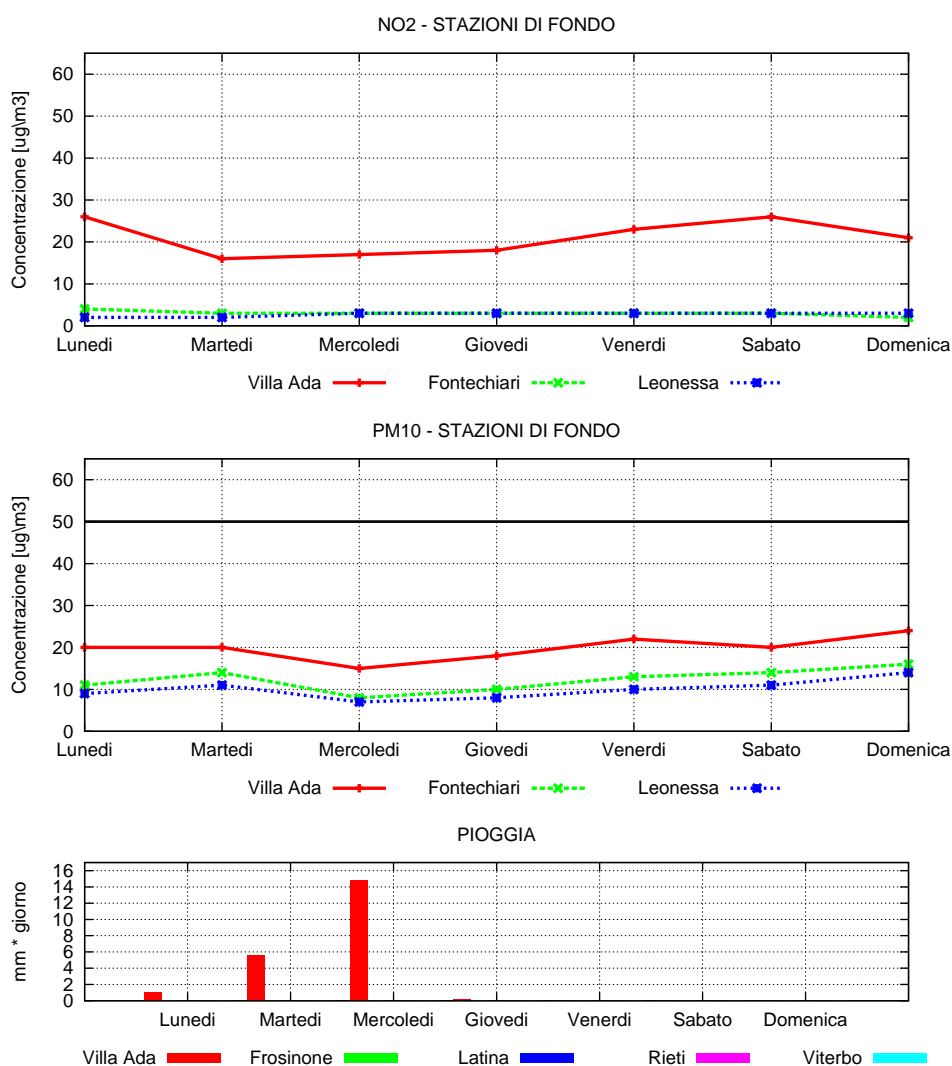 NO2 - STAZIONI DI FONDO
Concentrazione [ug\m3]
60
50
40
30
20
10
0
Lunedi Martedi Mercoledi Giovedi Venerdi Sabato Domenica
Villa Ada Fontechiari Leonessa
PM10 - STAZIONI DI FONDO
Concentrazione [ug\m3]
60
50
40
30
20
10
0
Lunedi Martedi Mercoledi Giovedi Venerdi Sabato Domenica
Villa Ada Fontechiari Leonessa
PIOGGIA
mm * giorno
16
14
12
10
8
6
4
2
0
Lunedi Martedi Mercoledi Giovedi Venerdi Sabato Domenica
Villa Ada Frosinone Latina Rieti Viterbo